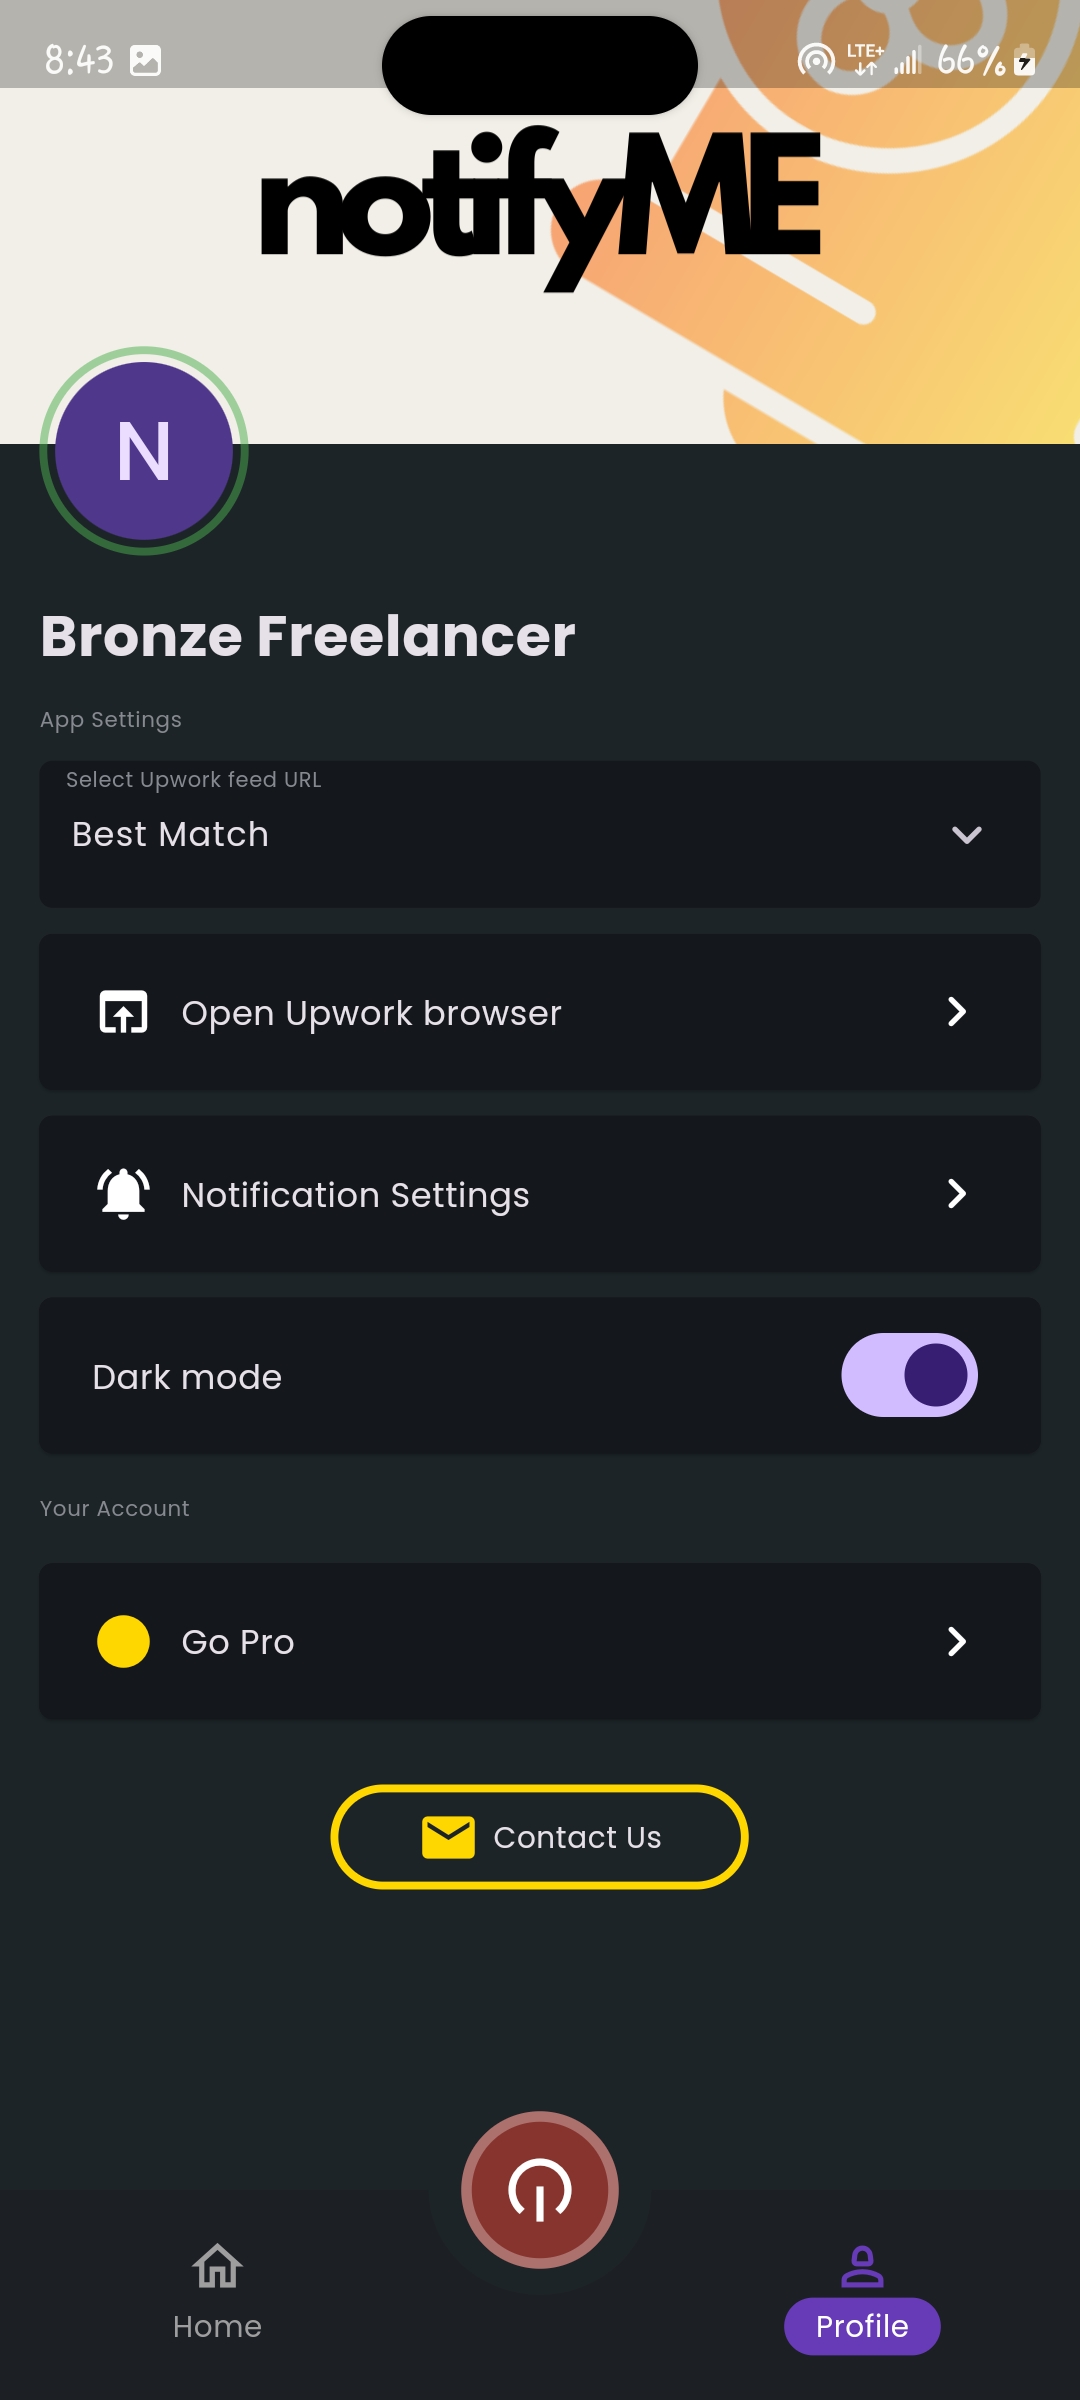 8:43
LTE+
66%
notifyME
N
Bronze Freelancer
App Settings
Select Upwork feed URL
Best Match
Open Upwork browser
Notification Settings
Dark mode
Your Account
Go Pro
Contact Us
Home
Profile